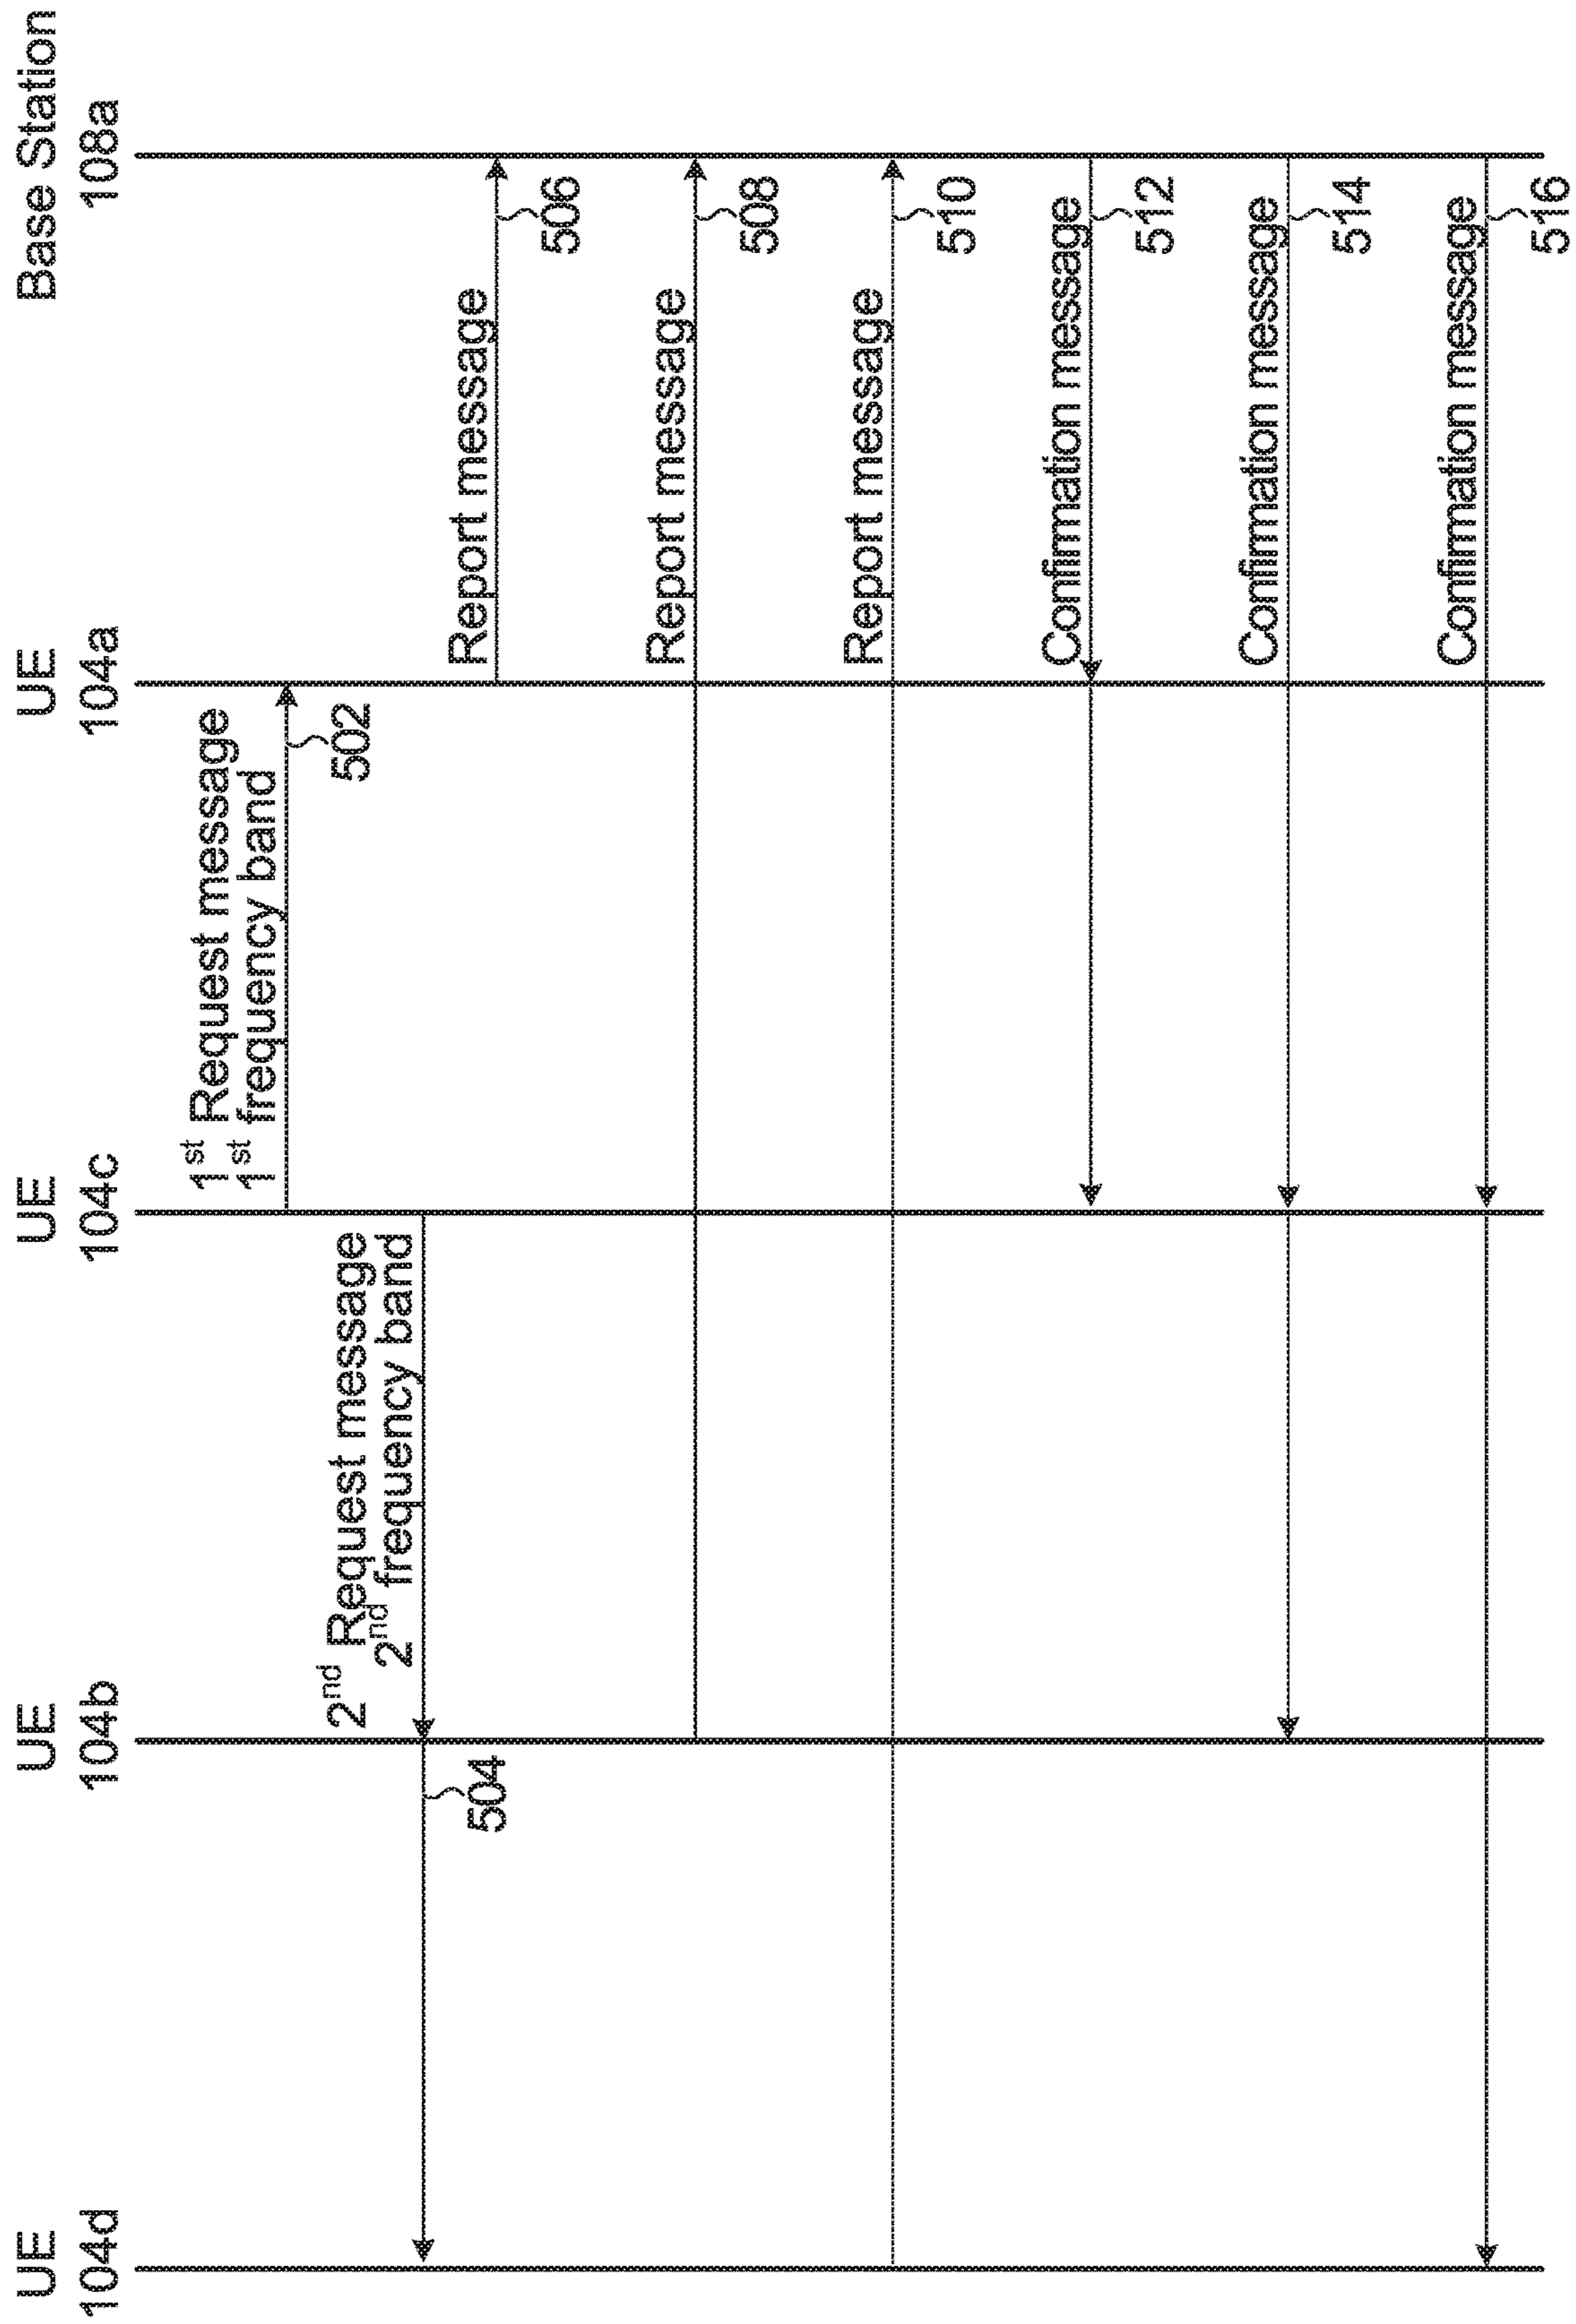 UE
104d
UE
104b
UE
104c
UE
104a
Base Station
108a
1st Request message
1st frequency band
502
2nd Request message
2nd frequency band
504
Report message
506
Report message
508
Report message
510
Confirmation message
512
Confirmation message
514
Confirmation message
516